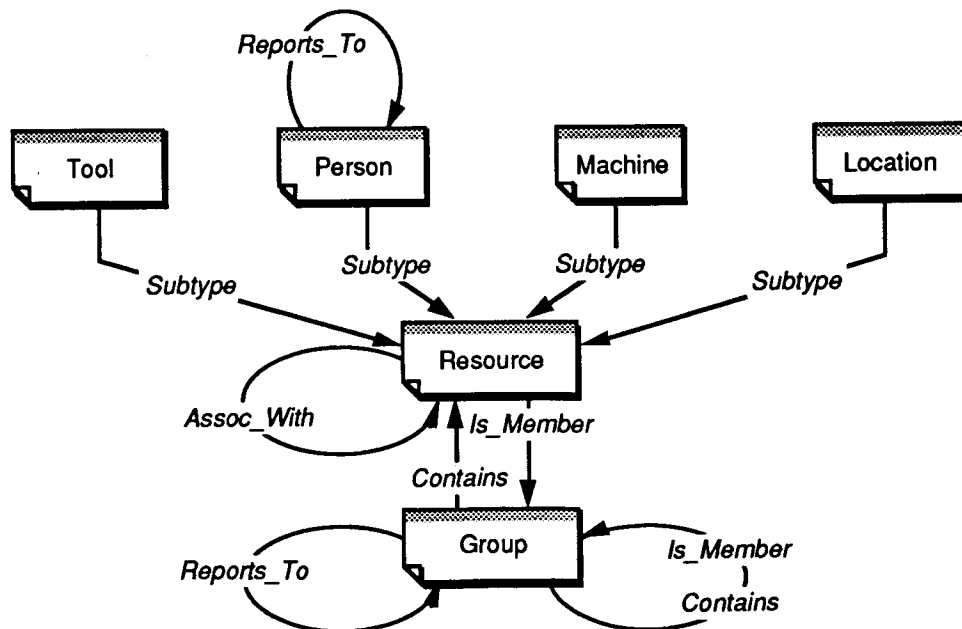 Reports_To
Tool
Person
Machine
Location
Subtype
Subtype
Subtype
Subtype
Resource
Assoc_With
Is_Member
Contains
Group
Reports_To
Is_Member
Contains